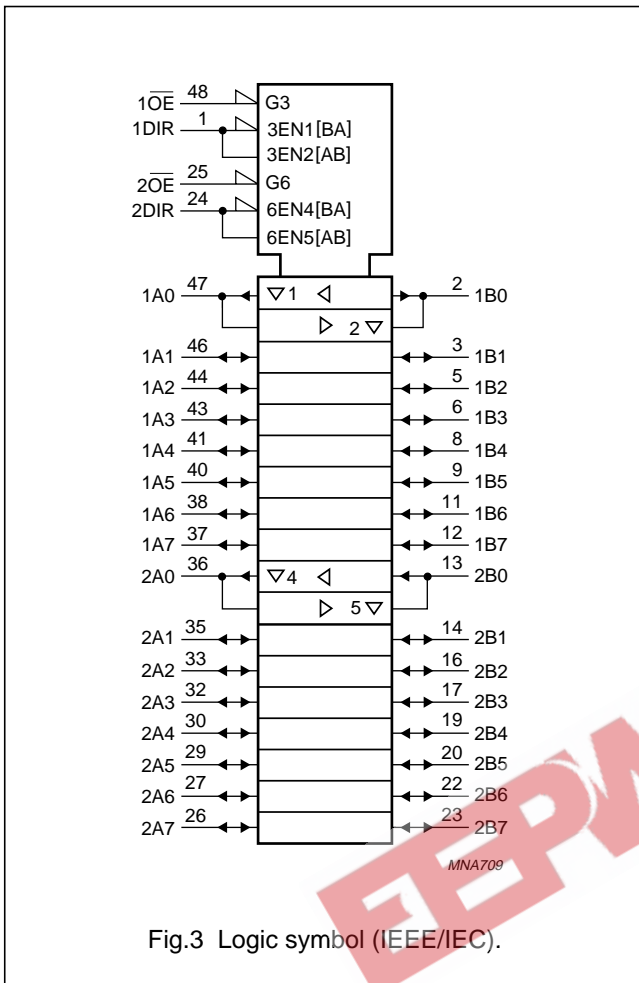 1OE 48 G3
1DIR 1 3EN1[BA]
3EN2[AB]
2OE 25 G6
2DIR 24 6EN4[BA]
6EN5[AB]
1A0 47 ▽1 ◁ 2 1B0
▷ 2▽
1A1 46 3 1B1
1A2 44 5 1B2
1A3 43 6 1B3
1A4 41 8 1B4
1A5 40 9 1B5
1A6 38 11 1B6
1A7 37 12 1B7
2A0 36 ▽4 ◁ 13 2B0
▷ 5▽
2A1 35 14 2B1
2A2 33 16 2B2
2A3 32 17 2B3
2A4 30 19 2B4
2A5 29 20 2B5
2A6 27 22 2B6
2A7 26 23 2B7
MNA709
EEPW
Fig.3 Logic symbol (IEEE/IEC).